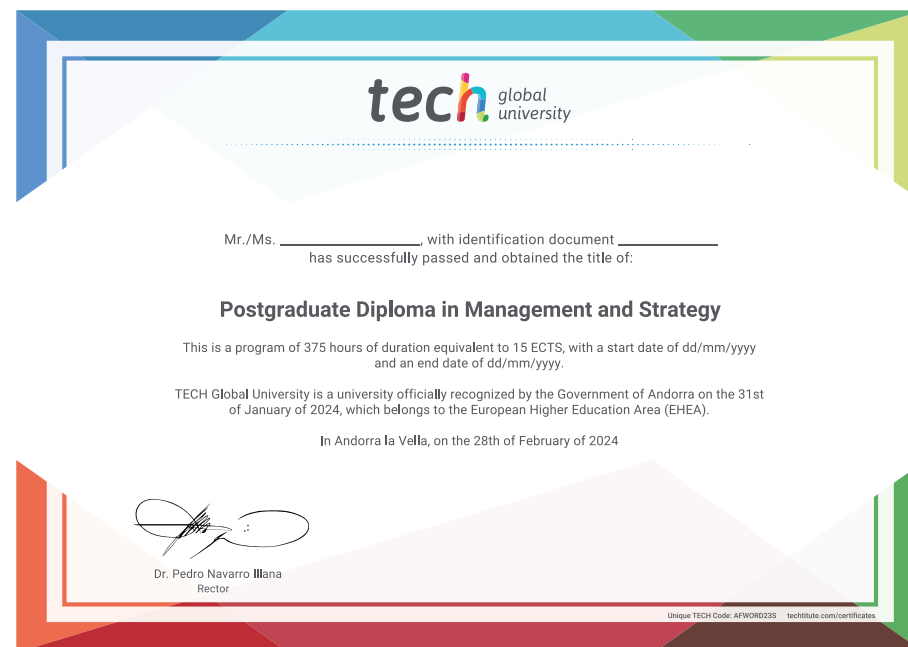 tech global university
Mr./Ms. ____________, with identification document ____________
has successfully passed and obtained the title of:
Postgraduate Diploma in Management and Strategy
This is a program of 375 hours of duration equivalent to 15 ECTS, with a start date of dd/mm/yyyy
and an end date of dd/mm/yyyy.
TECH Global University is a university officially recognized by the Government of Andorra on the 31st
of January of 2024, which belongs to the European Higher Education Area (EHEA).
In Andorra la Vella, on the 28th of February of 2024
Dr. Pedro Navarro Illana
Rector
Unique TECH Code: AFWORD23S techtitute.com/certificates